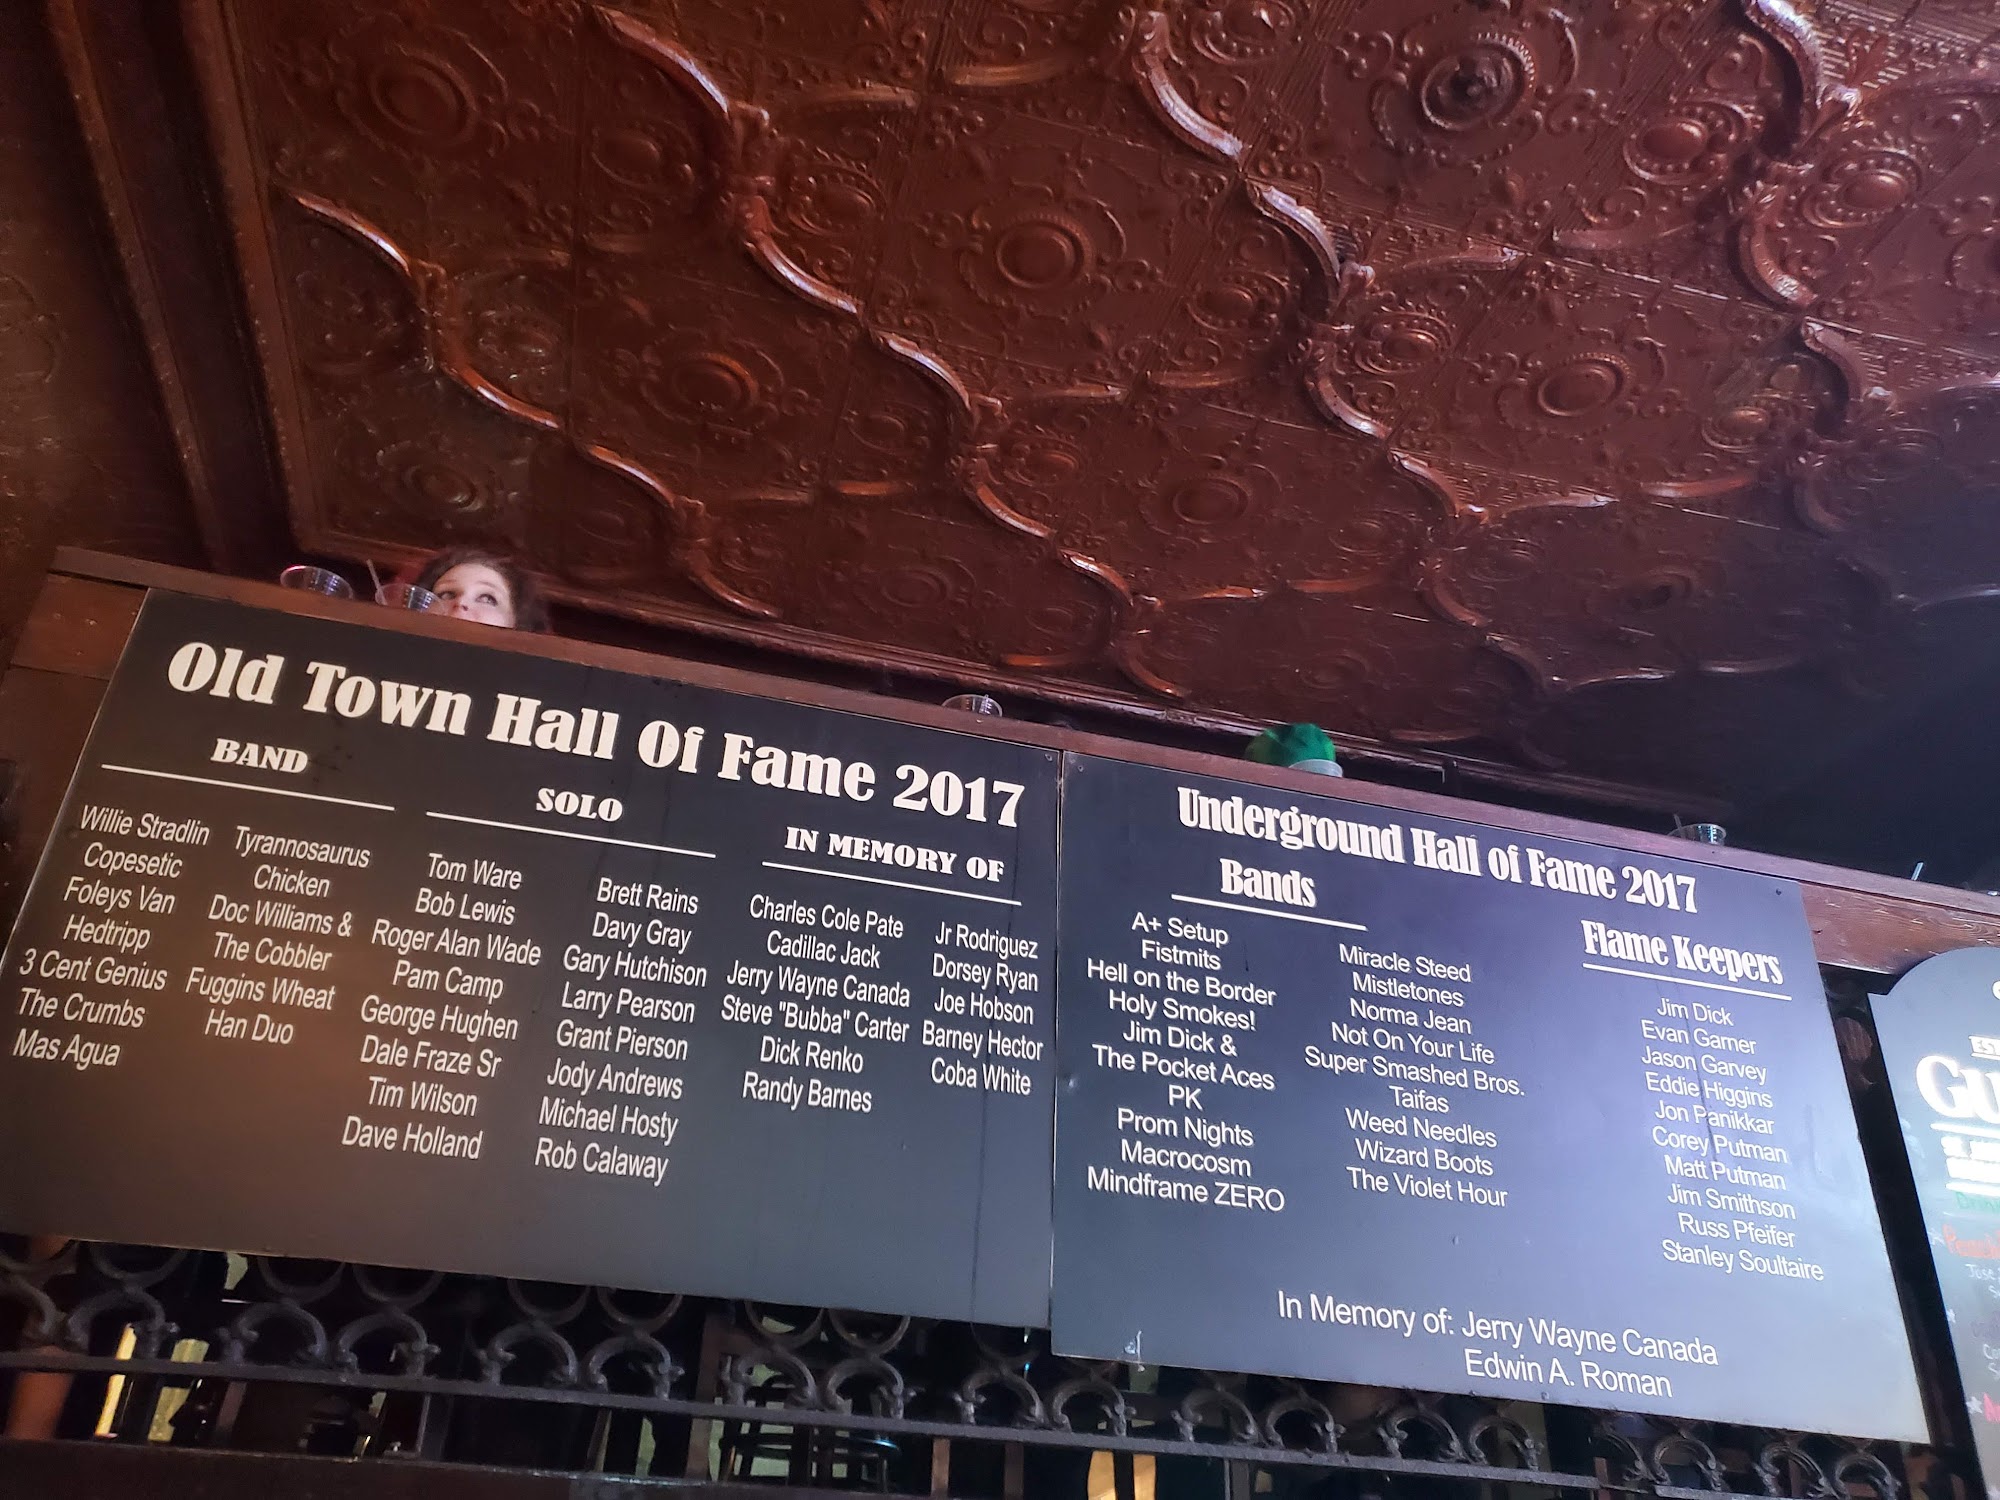 Old Town Hall Of Fame 2017
BAND
Willie Stradlin
Copesetic
Foleys Van
Hedtripp
3 Cent Genius
The Crumbs
Mas Agua
Tyrannosaurus
Chicken
Doc Williams &
The Cobbler
Fuggins Wheat
Han Duo
SOLO
Tom Ware
Bob Lewis
Roger Alan Wade
Pam Camp
George Hughen
Dale Fraze Sr
Tim Wilson
Dave Holland
Brett Rains
Davy Gray
Gary Hutchison
Larry Pearson
Grant Pierson
Jody Andrews
Michael Hosty
Rob Calaway
IN MEMORY OF
Charles Cole Pate
Cadillac Jack
Jerry Wayne Canada
Steve "Bubba" Carter
Dick Renko
Randy Barnes
Jr Rodriguez
Dorsey Ryan
Joe Hobson
Barney Hector
Coba White
Underground Hall of Fame 2017
Bands
A+ Setup
Fistmits
Hell on the Border
Holy Smokes!
Jim Dick &
The Pocket Aces
PK
Prom Nights
Macrocosm
Mindframe ZERO
Miracle Steed
Mistletones
Norma Jean
Not On Your Life
Super Smashed Bros.
Taifas
Weed Needles
Wizard Boots
The Violet Hour
Flame Keepers
Jim Dick
Evan Garner
Jason Garvey
Eddie Higgins
Jon Panikkar
Corey Putman
Matt Putman
Jim Smithson
Russ Pfeifer
Stanley Soultaire
In Memory of: Jerry Wayne Canada
Edwin A. Roman